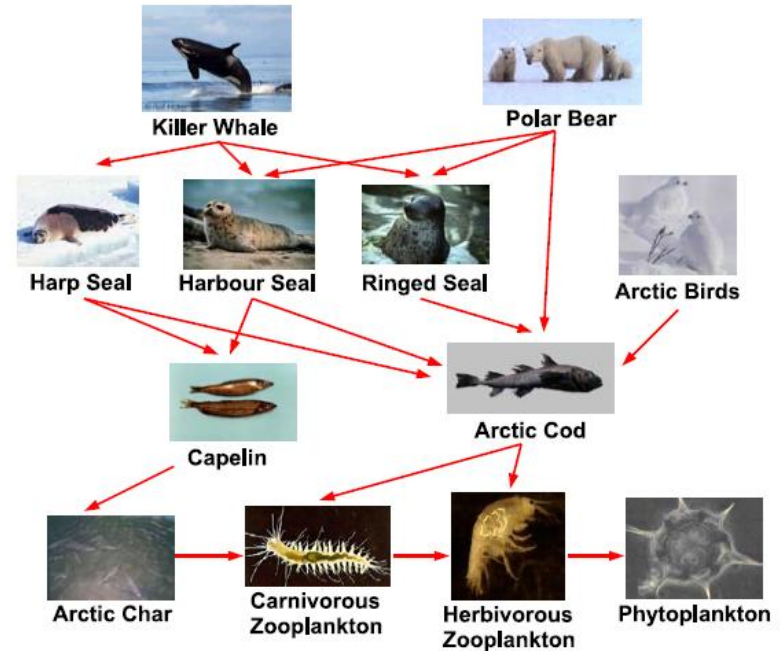 Killer Whale
Polar Bear
Harp Seal
Harbour Seal
Ringed Seal
Arctic Birds
Capelin
Arctic Cod
Arctic Char
Carnivorous
Zooplankton
Herbivorous
Zooplankton
Phytoplankton